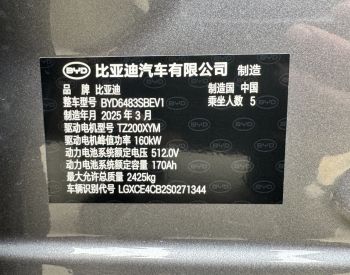 BYD 比亚迪汽车有限公司 制造
品牌 比亚迪 制造国 中国
整车型号 BYD6483SBEV1 乘坐人数 5
制造年月 2025年3月
驱动电机型号 TZ200XYM
驱动电机峰值功率 160kW
动力电池系统额定电压 512.0V
动力电池系统额定容量 170Ah
最大允许总质量 2425kg
车辆识别代号 LGXCE4CB2S0271344